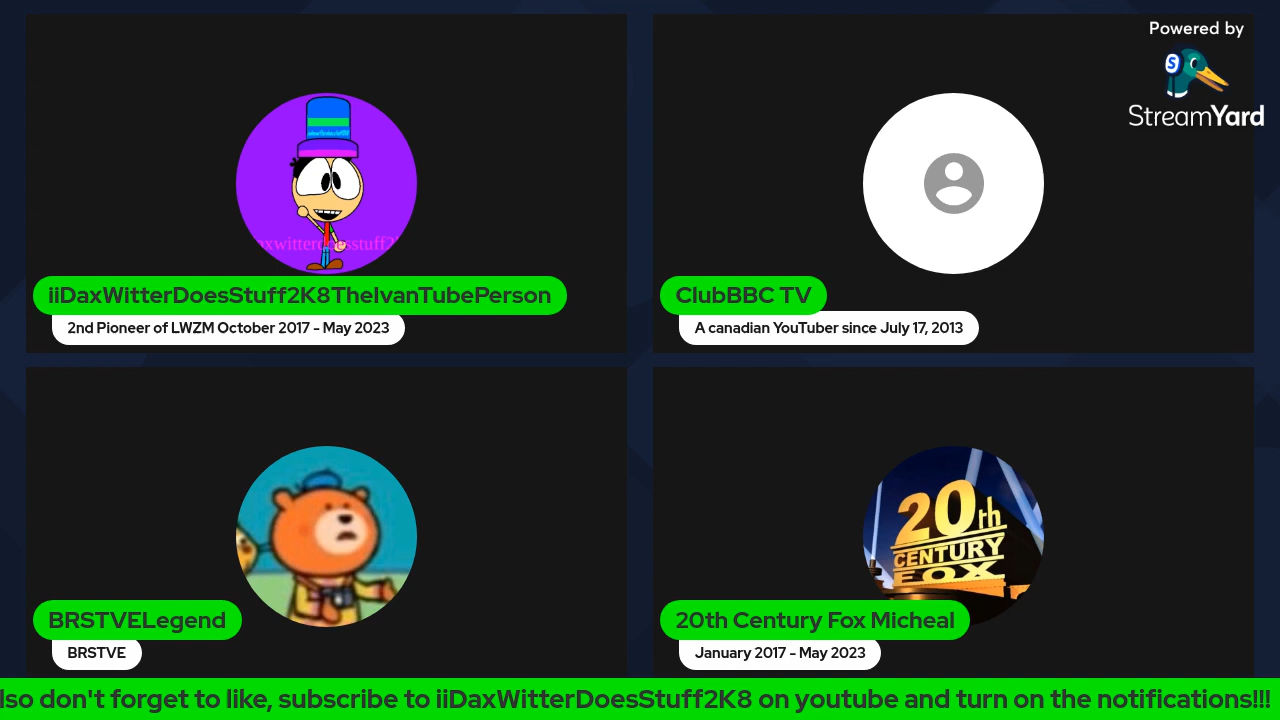 Powered by
S
StreamYard
axwitterdoesstuff2
iiDaxWitterDoesStuff2K8TheIvanTubePerson
2nd Pioneer of LWZM October 2017 - May 2023
ClubBBC TV
A canadian YouTuber since July 17, 2013
20th
CENTURY
FOX
BRSTVELegend
BRSTVE
20th Century Fox Micheal
January 2017 - May 2023
lso don't forget to like, subscribe to iiDaxWitterDoesStuff2K8 on youtube and turn on the notifications!!!